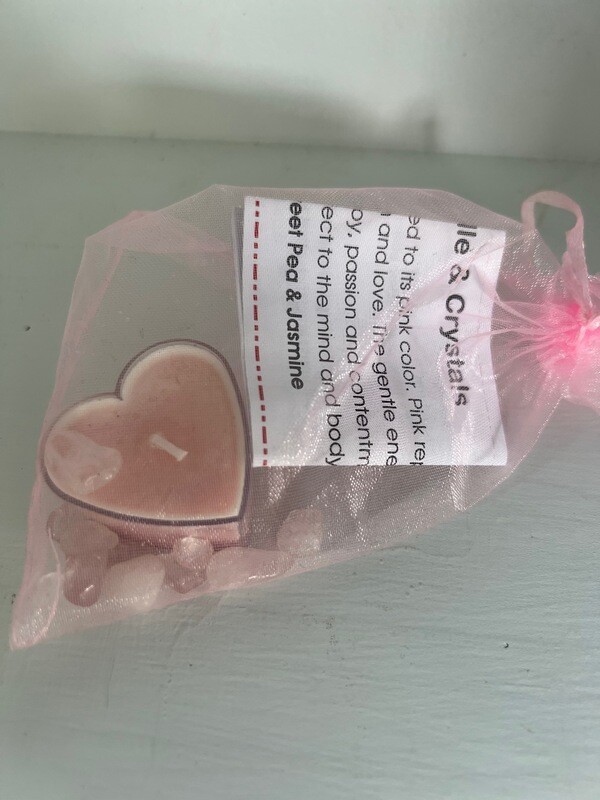 lle & Crystals
ed to its pink color. Pink rep
and love. The gentle ene
oy, passion and contentm
ect to the mind and body
eet Pea & Jasmine